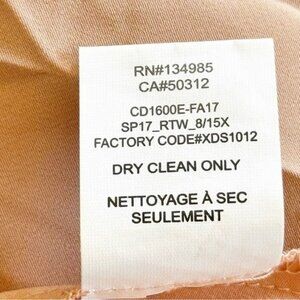 RN#134985
CA#50312
CD1600E-FA17
SP17_RTW_8/15X
FACTORY CODE#XDS1012
DRY CLEAN ONLY
NETTOYAGE À SEC
SEULEMENT